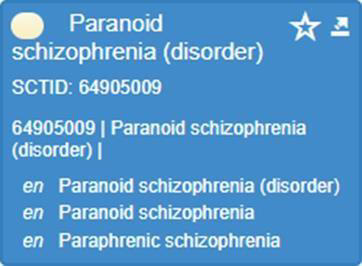 Paranoid
schizophrenia (disorder)
SCTID: 64905009
64905009 | Paranoid schizophrenia
(disorder) |
en Paranoid schizophrenia (disorder)
en Paranoid schizophrenia
en Paraphrenic schizophrenia